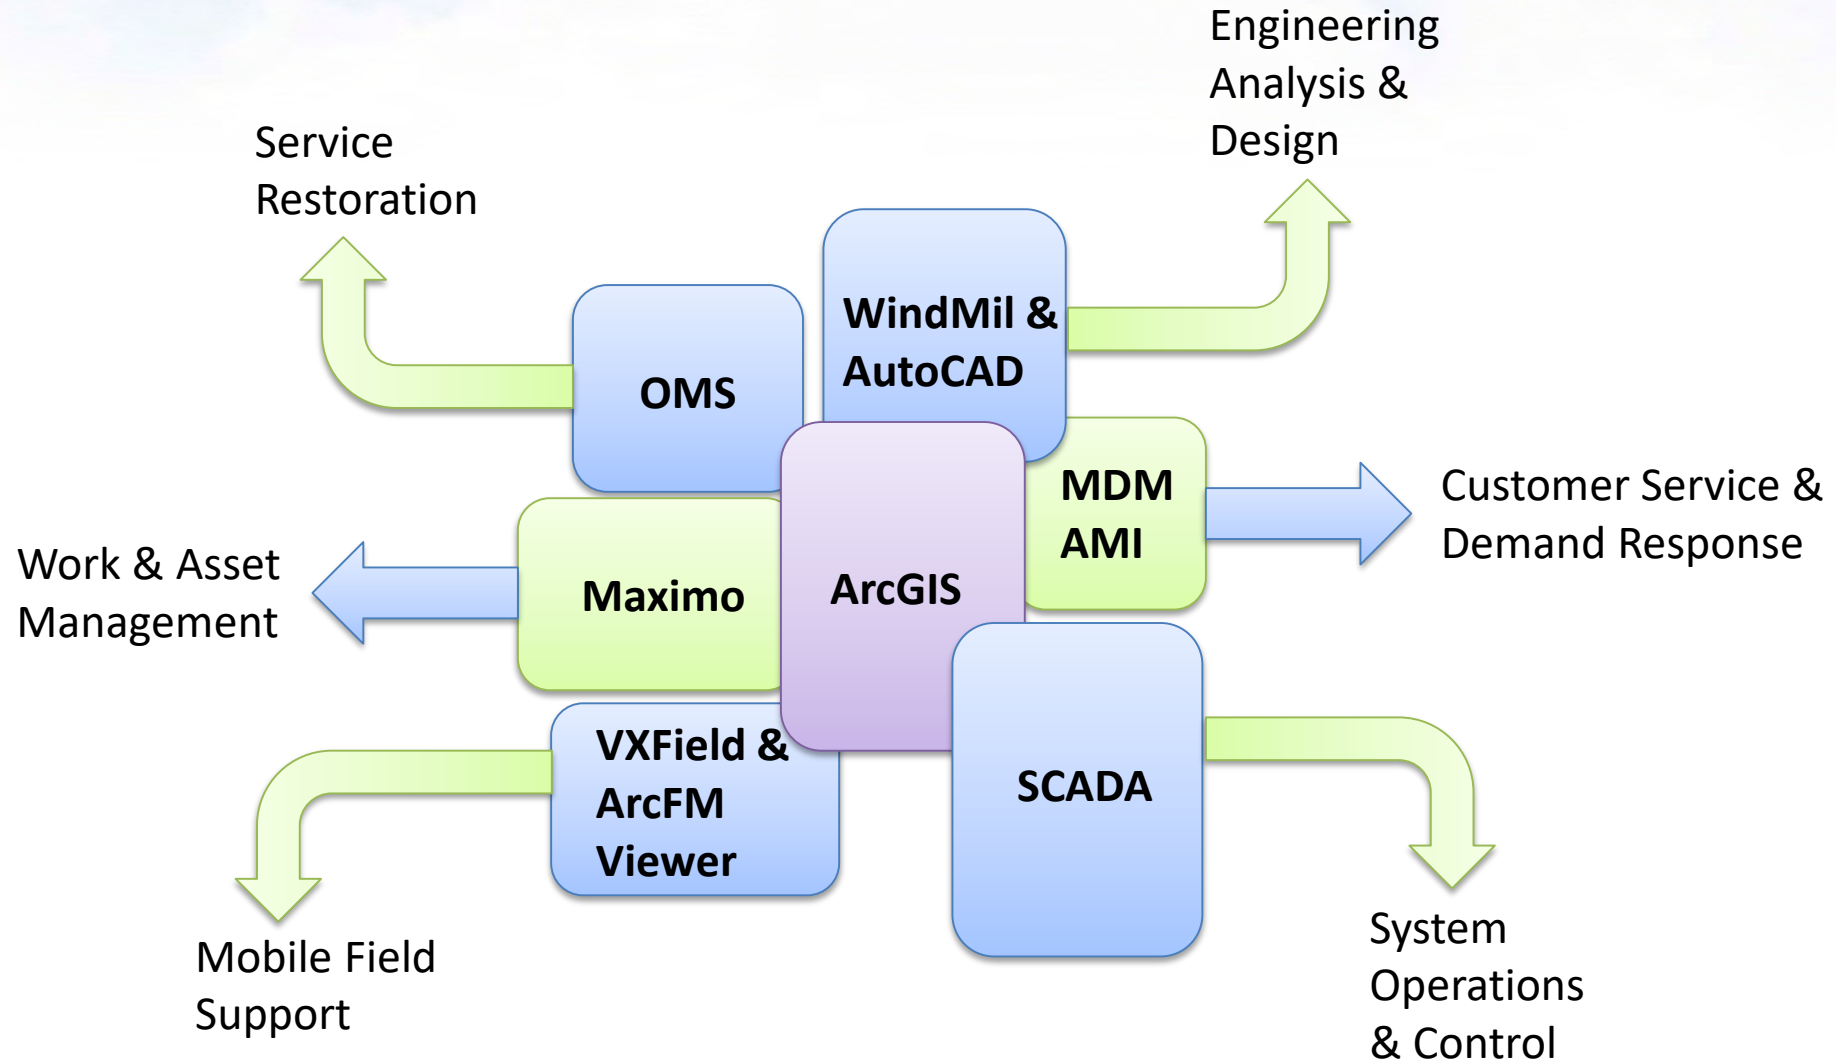 Engineering
Analysis &
Design
Service
Restoration
WindMil &
AutoCAD
OMS
MDM
AMI
Customer Service &
Demand Response
Work & Asset
Management
Maximo
ArcGIS
VXField &
ArcFM
Viewer
SCADA
Mobile Field
Support
System
Operations
& Control